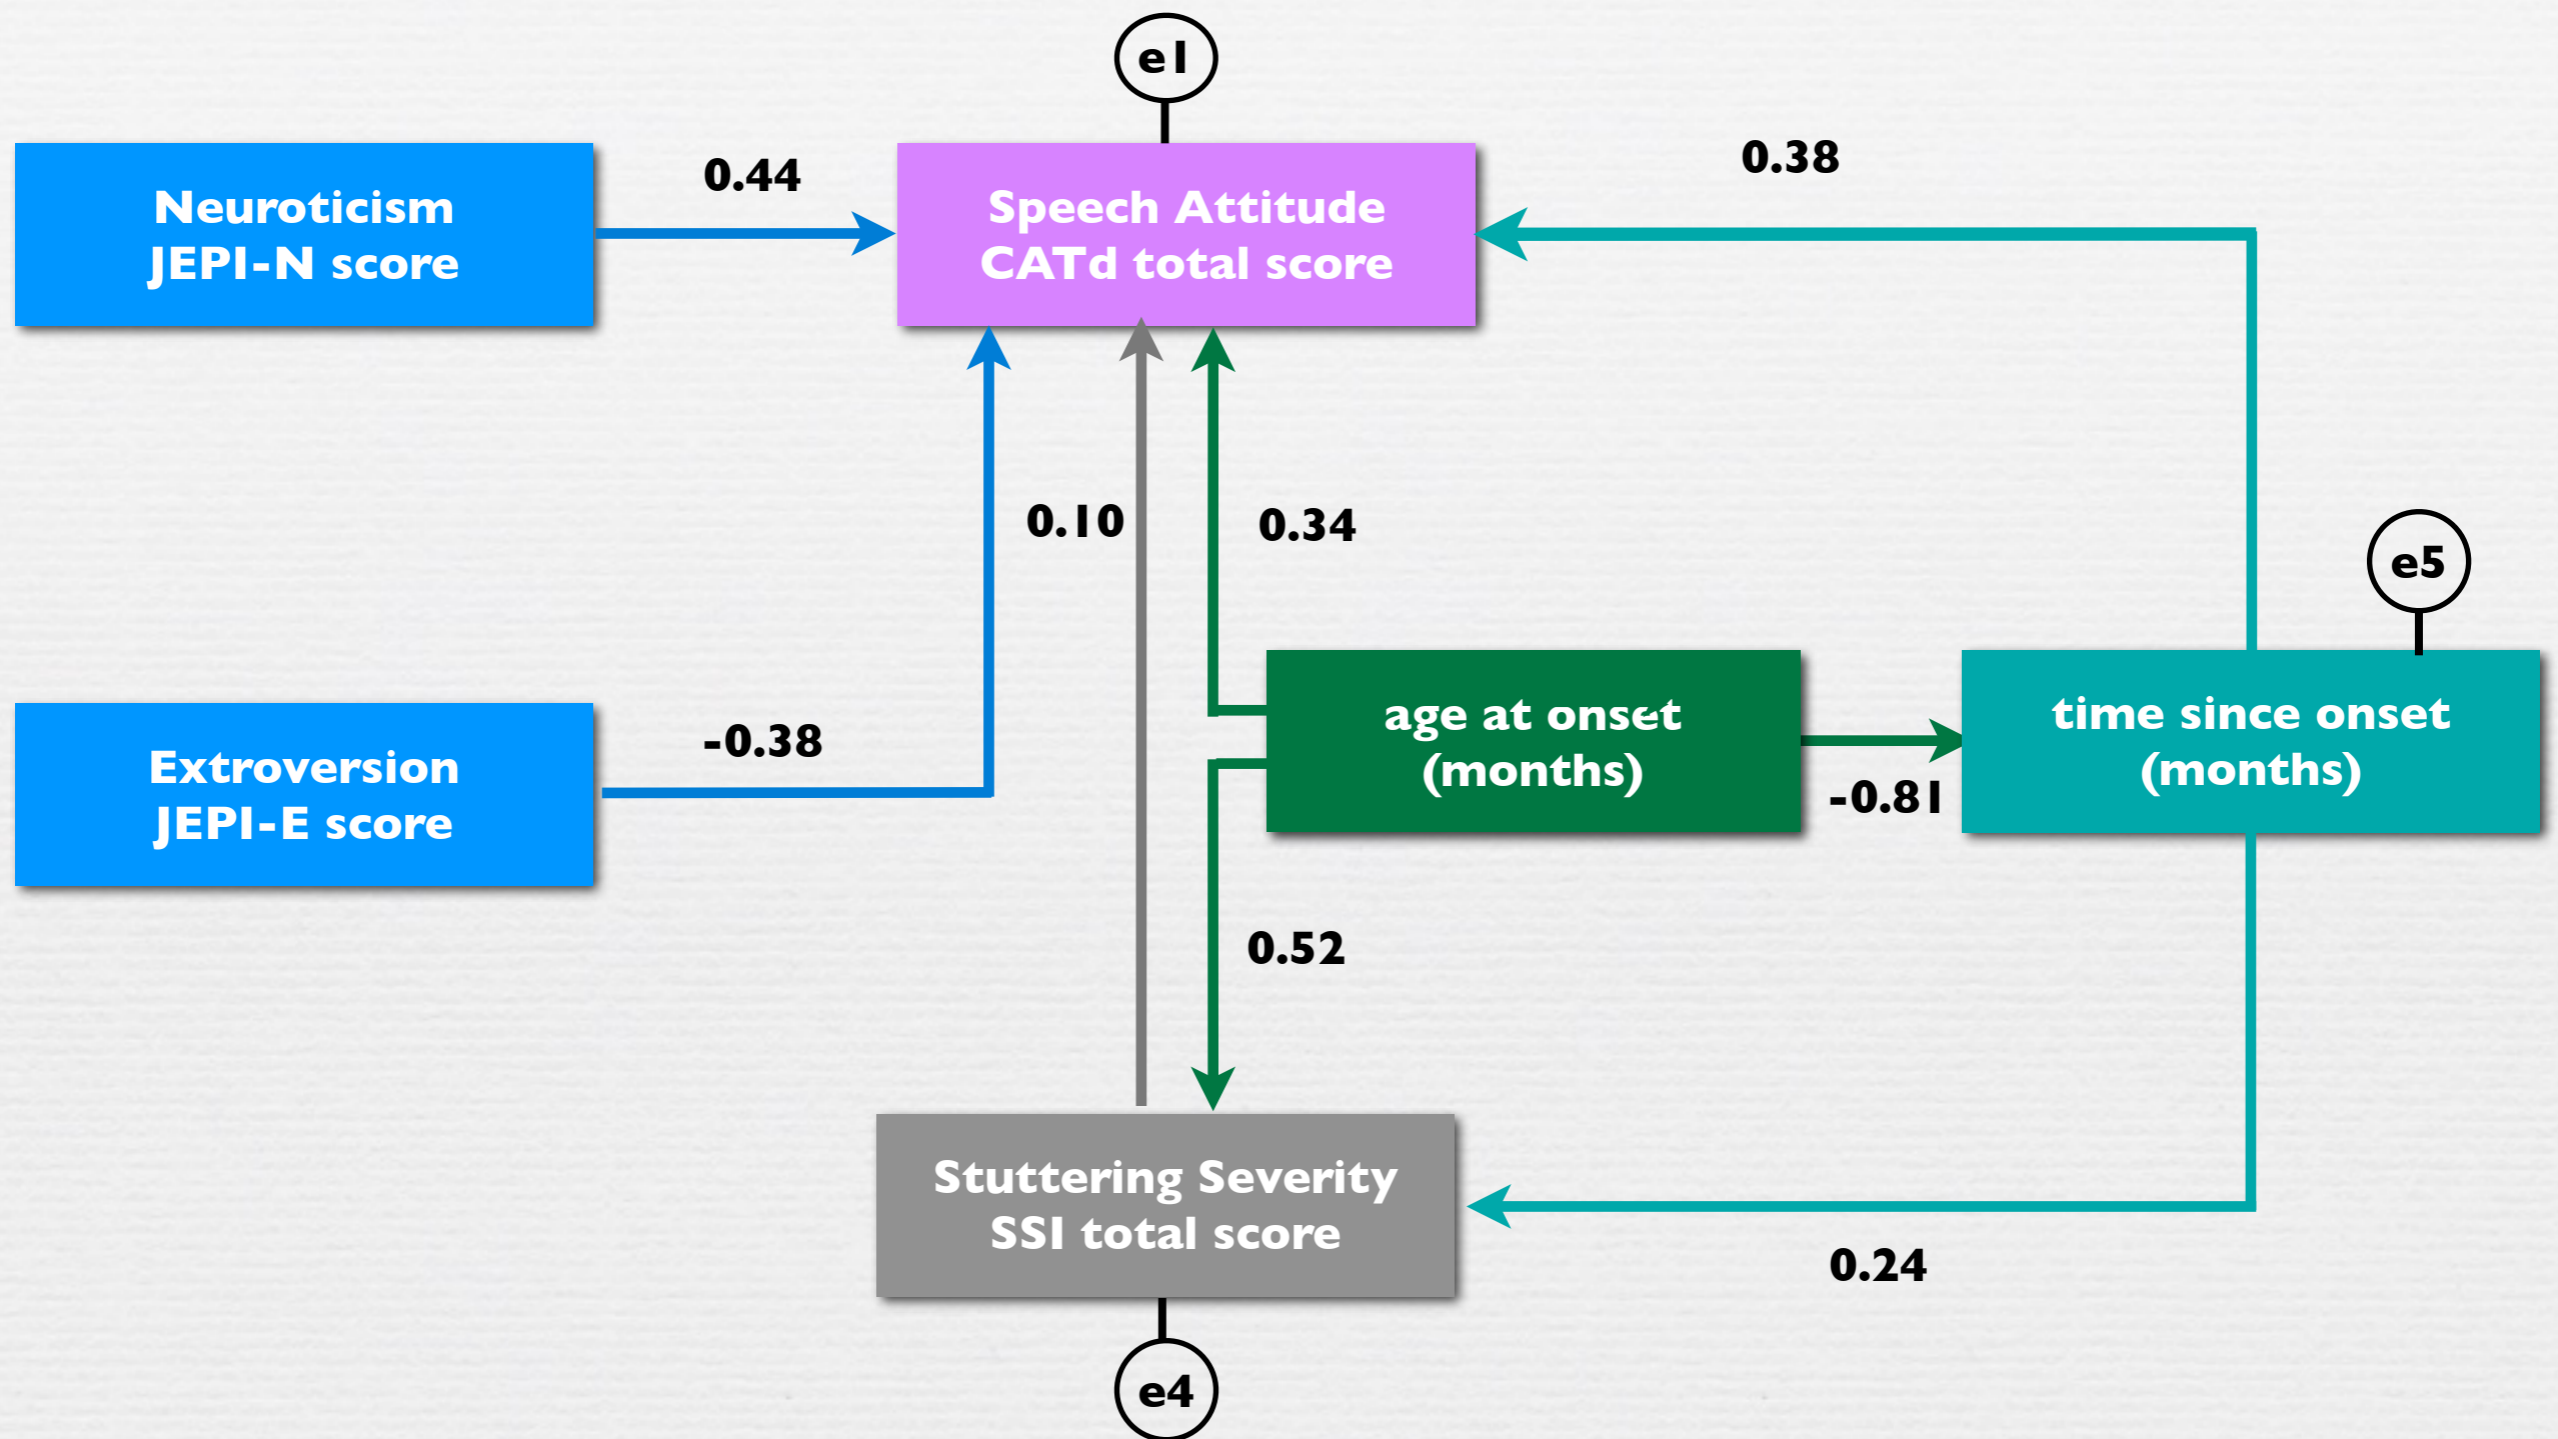 e1
0.44
0.38
Neuroticism
JEPI-N score
Speech Attitude
CATd total score
0.10
0.34
e5
age at onset
(months)
-0.81
time since onset
(months)
-0.38
Extroversion
JEPI-E score
0.52
Stuttering Severity
SSI total score
0.24
e4